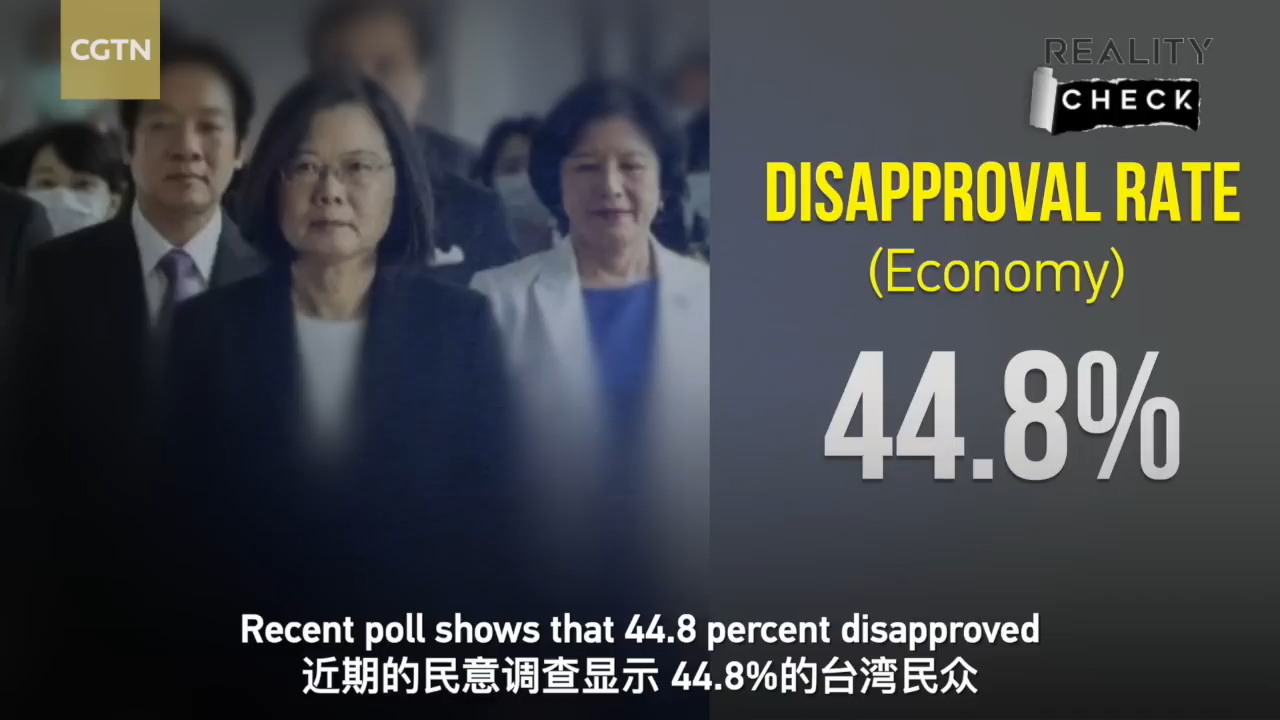 CGTN
REALITY
CHECK
DISAPPROVAL RATE
(Economy)
44.8%
Recent poll shows that 44.8 percent disapproved
近期的民意调查显示 44.8%的台湾民众